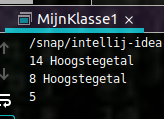 MijnKlasse1 ×
/snap/intellij-idea
14 Hoogstegetal
8 Hoogstegetal
5